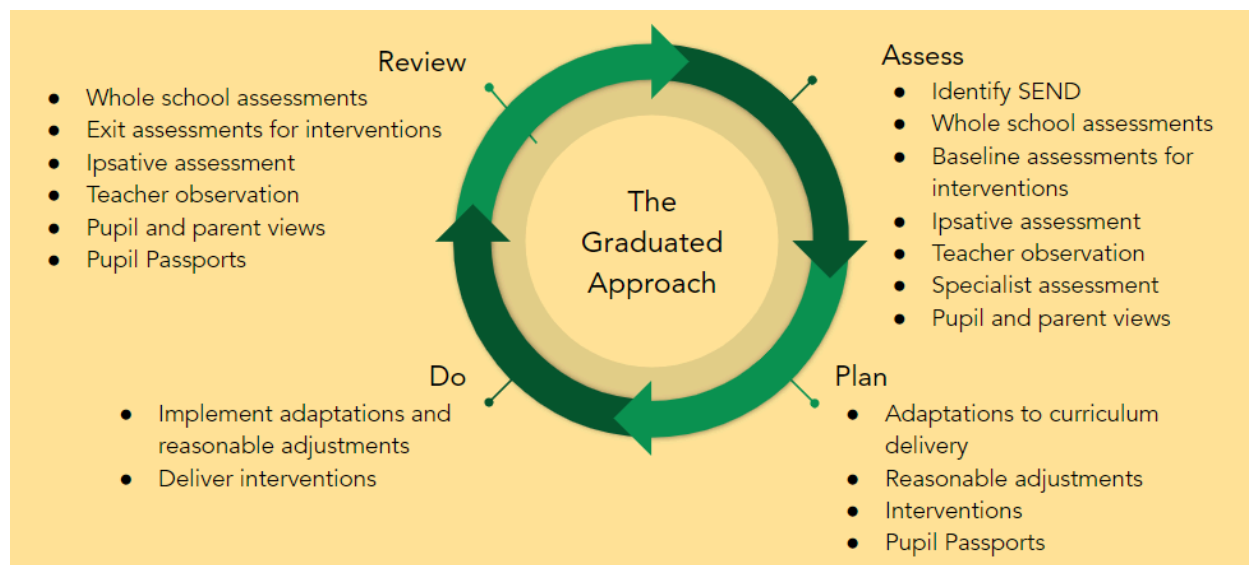 Review
● Whole school assessments
● Exit assessments for interventions
● Ipsative assessment
● Teacher observation
● Pupil and parent views
● Pupil Passports
The
Graduated
Approach
Assess
● Identify SEND
● Whole school assessments
● Baseline assessments for
interventions
● Ipsative assessment
● Teacher observation
● Specialist assessment
● Pupil and parent views
Do
● Implement adaptations and
reasonable adjustments
● Deliver interventions
Plan
● Adaptations to curriculum
delivery
● Reasonable adjustments
● Interventions
● Pupil Passports